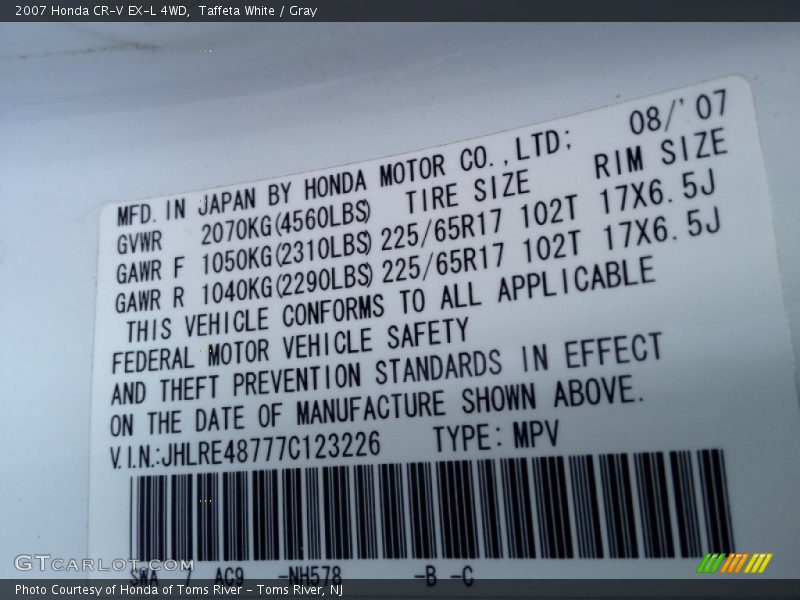 2007 Honda CR-V EX-L 4WD, Taffeta White / Gray
08/'07
MFD. IN JAPAN BY HONDA MOTOR CO.,LTD;
GVWR 2070KG(4560LBS) TIRE SIZE RIM SIZE
GAWR F 1050KG(2310LBS) 225/65R17 102T 17X6.5J
GAWR R 1040KG(2290LBS) 225/65R17 102T 17X6.5J
THIS VEHICLE CONFORMS TO ALL APPLICABLE
FEDERAL MOTOR VEHICLE SAFETY
AND THEFT PREVENTION STANDARDS IN EFFECT
ON THE DATE OF MANUFACTURE SHOWN ABOVE.
V.I.N.:JHLRE48777C123226 TYPE: MPV
SWA / AC9 -NH578 -B -C
GTCARLOT.COM
Photo Courtesy of Honda of Toms River - Toms River, NJ